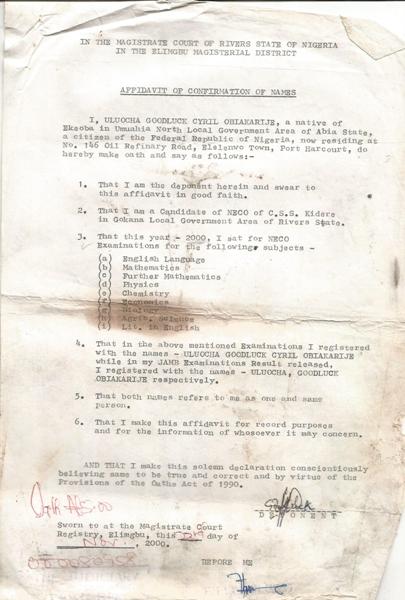 IN THE MAGISTRATE COURT OF RIVERS STATE OF NIGERIA
IN THE ELIMGBU MAGISTERIAL DISTRICT
AFFIDAVIT OF CONFIRMATION OF NAMES
I, ULUOCHA GOODLUCK CYRIL OBIAKARIJE, a native of
Ekeoba in Umuahia North Local Government Area of Abia State,
a citizen of the Federal Republic of Nigeria, now residing at
No. 146 Oil Refinary Road, Elelenwo Town, Port Harcourt, do
hereby make oath and say as follows:-
1. That I am the deponent herein and swear to
this affidavit in good faith.
2. That I am a Candidate of NECO of C.S.S. Kidere
in Gokana Local Government Area of Rivers State.
3. That this year - 2000, I sat for NECO
Examinations for the following subjects -
(a) English Language
(b) Mathematics
(c) Further Mathematics
(d) Physics
(e) Chemistry
(f) Economics
(g) Biology
(h) Agric. Science
(i) Lit. in English
4. That in the above mentioned Examinations I registered
with the names - ULUOCHA GOODLUCK CYRIL OBIAKARIJE
while in my JAMB Examinations Result released,
I registered with the names - ULUOCHA, GOODLUCK
OBIAKARIJE respectively.
5. That both names refers to me as one and same
person.
6. That I make this affidavit for record purposes
and for the information of whosoever it may concern.
AND THAT I make this solemn declaration conscientiously
believing same to be true and correct and by virtue of the
Provisions of the Oaths Act of 1990.
DEPONENT
Sworn to at the Magistrate Court
Registry, Elimgbu, this day of
Nov. , 2000.
BEFORE ME